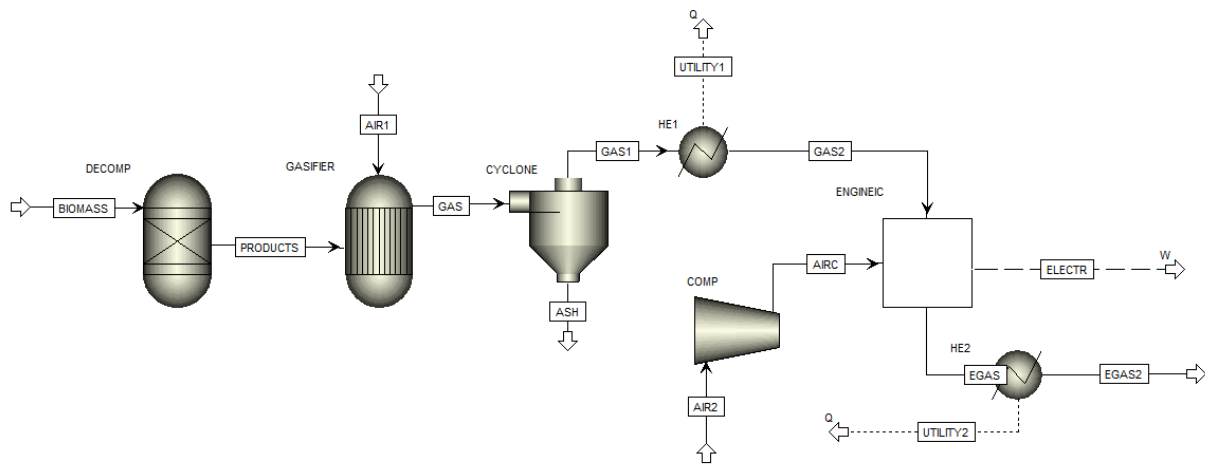 Q
UTILITY1
AIR1
HE1
DECOMP
GASIFIER
CYCLONE
GAS1
GAS2
ENGINEIC
BIOMASS
GAS
PRODUCTS
AIRC
W
ELECTR
COMP
ASH
HE2
EGAS
EGAS2
AIR2
Q
UTILITY2